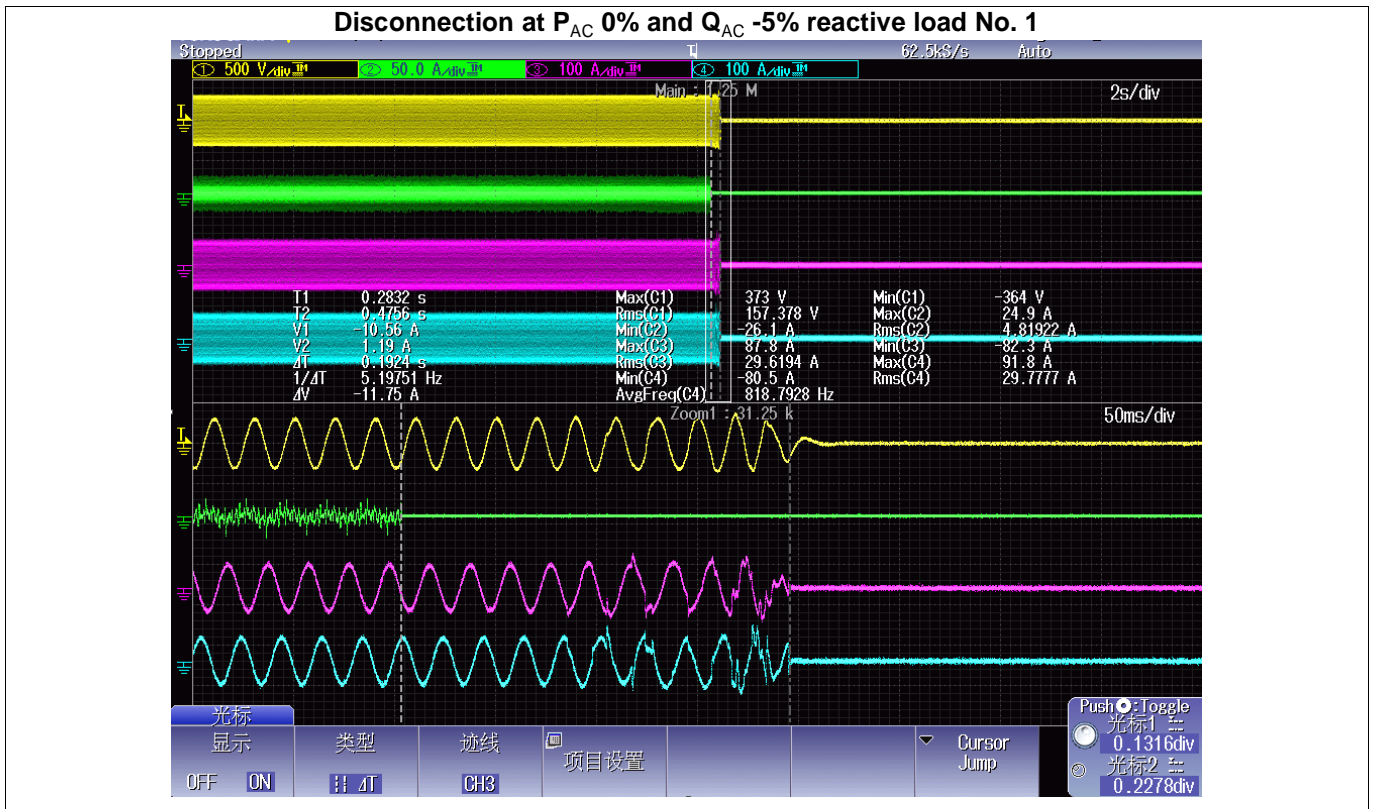 Disconnection at PAC 0% and QAC -5% reactive load No. 1
Stopped 62.5kS/s Auto
① 500 V/div 1M ② 50.0 A/div 1M ③ 100 A/div 1M ④ 100 A/div 1M
Main : 1.25 M 2s/div
T1 0.2832 s Max(C1) 373 V Min(C1) -364 V
T2 0.4756 s Rms(C1) 157.378 V Max(C2) 24.9 A
V1 -10.56 A Min(C2) -26.1 A Rms(C2) 4.81922 A
V2 1.19 A Max(C3) 87.8 A Min(C3) -82.3 A
ΔT 0.1924 s Rms(C3) 29.6194 A Max(C4) 91.8 A
1/ΔT 5.19751 Hz Min(C4) -80.5 A Rms(C4) 29.7777 A
ΔV -11.75 A AvgFreq(C4) 818.7928 Hz
Zoom1 : 31.25 k 50ms/div
光标
显示 类型 迹线 项目设置 Cursor Jump
OFF ON ΔT CH3
Push :Toggle
光标1
0.1316div
光标2
0.2278div